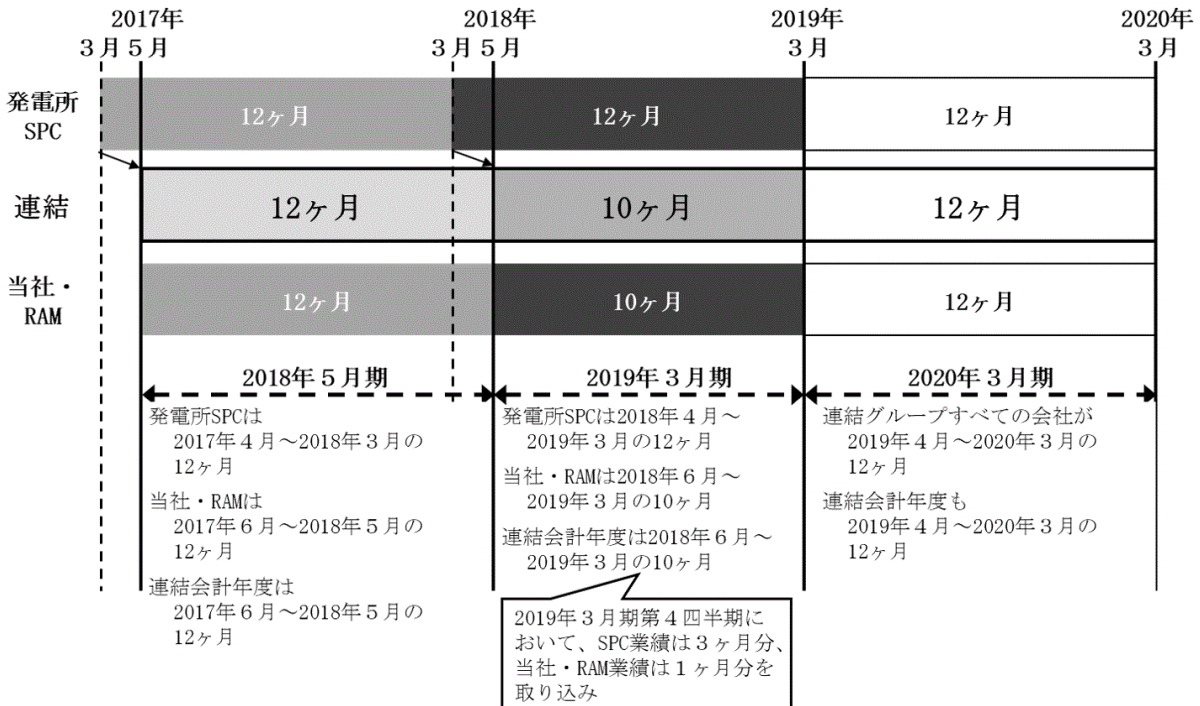 2017年
３月５月
2018年
３月５月
2019年
３月
2020年
３月
発電所
SPC
12ヶ月
12ヶ月
12ヶ月
連結
12ヶ月
10ヶ月
12ヶ月
当社・
RAM
12ヶ月
10ヶ月
12ヶ月
2018年５月期
2019年３月期
2020年３月期
発電所SPCは
2017年４月～2018年３月の
12ヶ月
当社・RAMは
2017年６月～2018年５月の
12ヶ月
連結会計年度は
2017年６月～2018年５月の
12ヶ月
発電所SPCは2018年４月～
2019年３月の12ヶ月
当社・RAMは2018年６月～
2019年３月の10ヶ月
連結会計年度は2018年６月～
2019年３月の10ヶ月
2019年３月期第４四半期に
おいて、SPC業績は３ヶ月分、
当社・RAM業績は１ヶ月分を
取り込み
連結グループすべての会社が
2019年４月～2020年３月の
12ヶ月
連結会計年度も
2019年４月～2020年３月の
12ヶ月